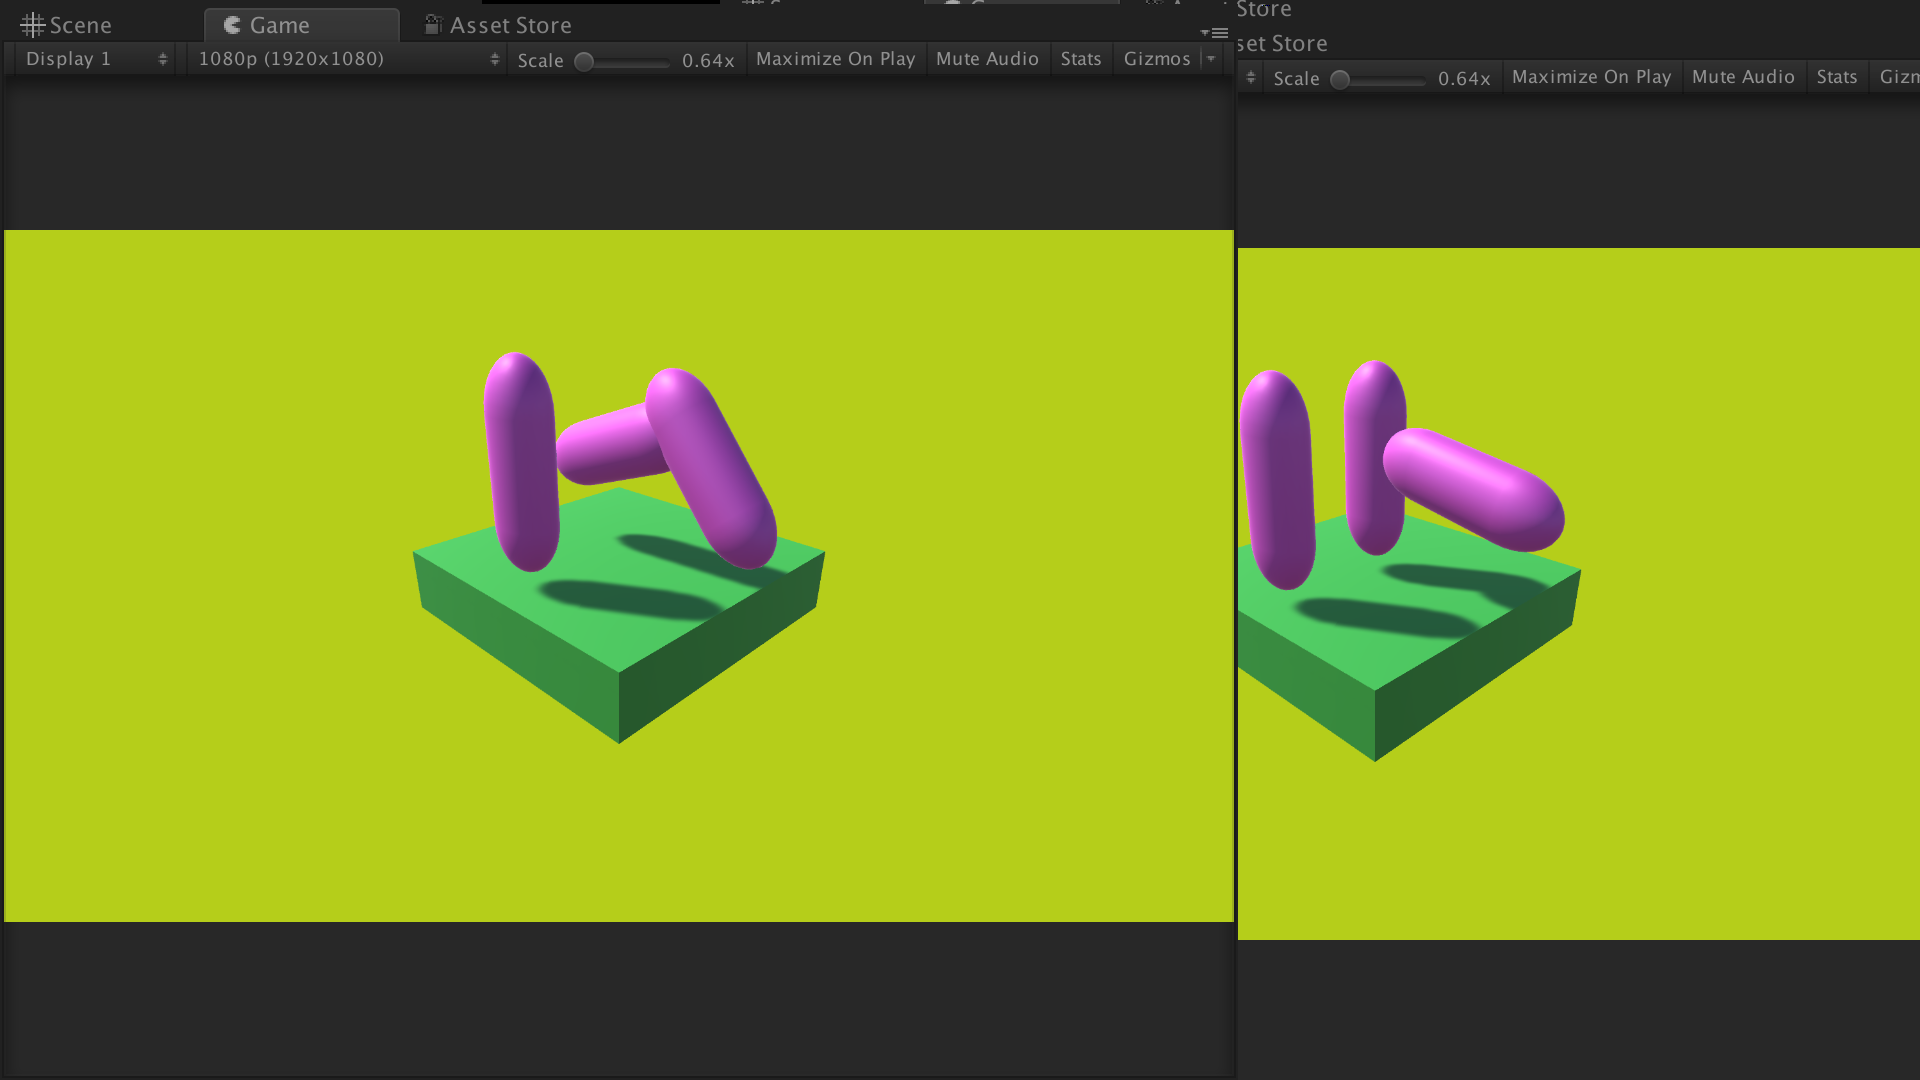 Scene Game Asset Store
Display 1 1080p (1920x1080) Scale 0.64x Maximize On Play Mute Audio Stats Gizmos
Store
set Store
Scale 0.64x Maximize On Play Mute Audio Stats Gizm